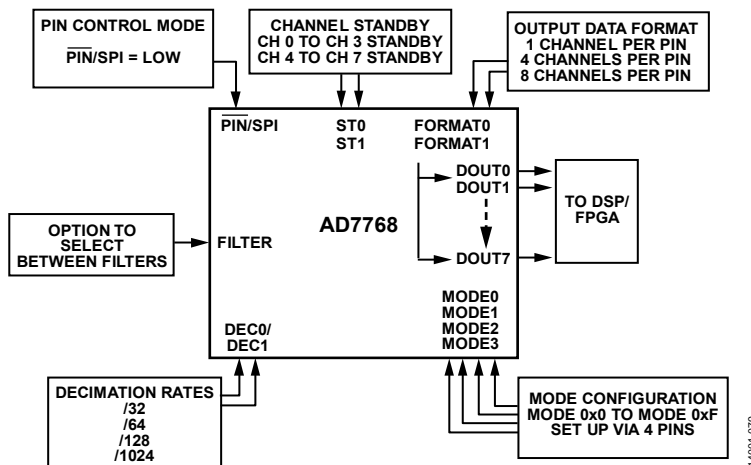 PIN CONTROL MODE
PIN/SPI = LOW
CHANNEL STANDBY
CH 0 TO CH 3 STANDBY
CH 4 TO CH 7 STANDBY
OUTPUT DATA FORMAT
1 CHANNEL PER PIN
4 CHANNELS PER PIN
8 CHANNELS PER PIN
PIN/SPI
ST0
ST1
FORMAT0
FORMAT1
DOUT0
DOUT1
DOUT7
TO DSP/
FPGA
AD7768
OPTION TO
SELECT
BETWEEN FILTERS
FILTER
MODE0
MODE1
MODE2
MODE3
DEC0/
DEC1
DECIMATION RATES
/32
/64
/128
/1024
MODE CONFIGURATION
MODE 0x0 TO MODE 0xF
SET UP VIA 4 PINS